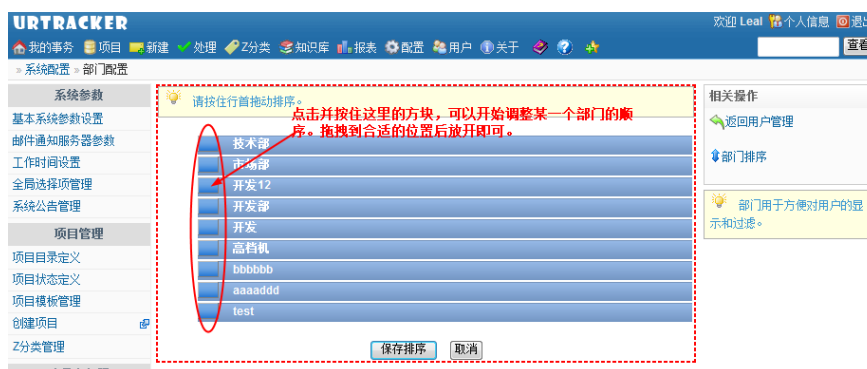 URTRACKER
欢迎 Leal 个人信息
我的事务 项目 新建 处理 Z分类 知识库 报表 配置 用户 关于 查看
» 系统配置 » 部门配置
系统参数
基本系统参数设置
邮件通知服务器参数
工作时间设置
全局选择项管理
系统公告管理
项目管理
项目目录定义
项目状态定义
项目模板管理
创建项目
Z分类管理
请按住行首拖动排序。
点击并按住这里的方块，可以开始调整某一个部门的顺
序。拖拽到合适的位置后放开即可。
技术部
市场部
开发12
开发部
开发
高档机
bbbbbb
aaaaddd
test
保存排序 取消
相关操作
返回用户管理
部门排序
部门用于方便对用户的显
示和过滤。